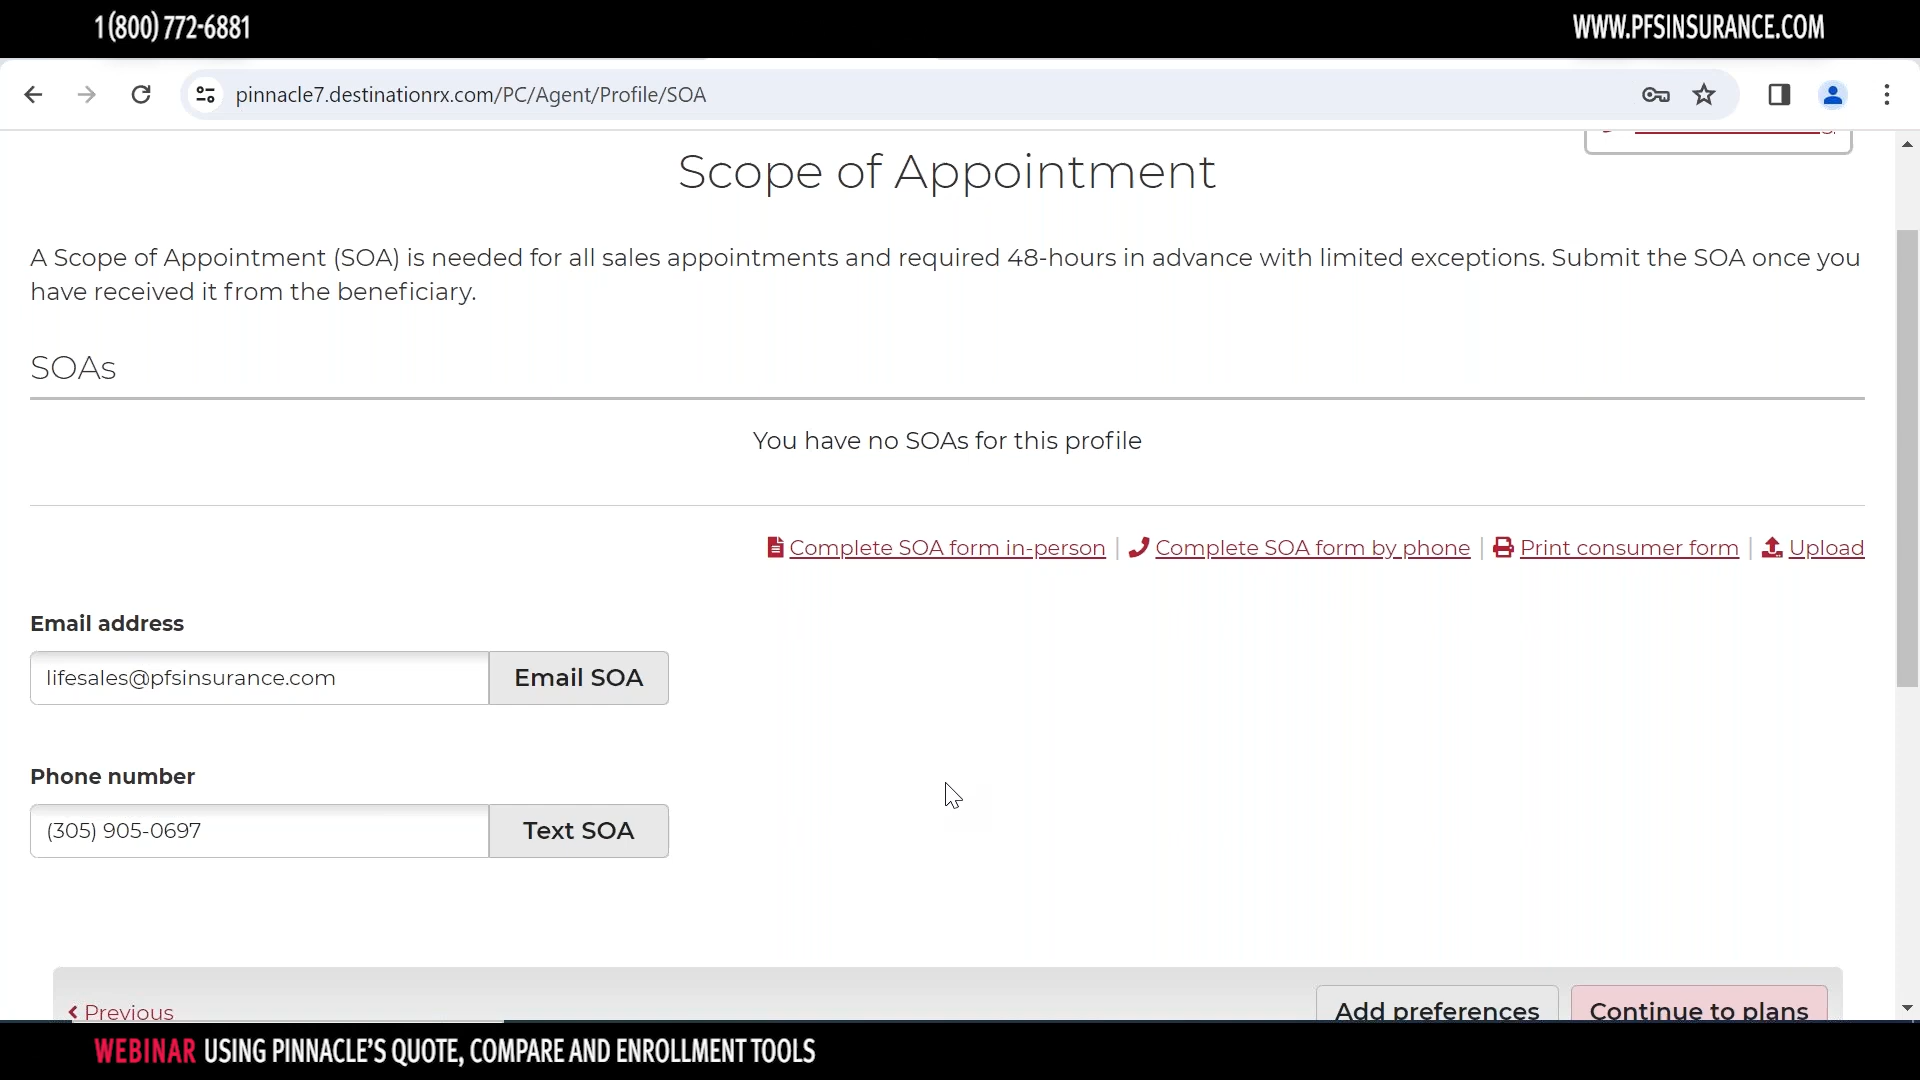 1 (800) 772-6881
WWW.PFSINSURANCE.COM
pinnacle7.destinationrx.com/PC/Agent/Profile/SOA
Scope of Appointment
A Scope of Appointment (SOA) is needed for all sales appointments and required 48-hours in advance with limited exceptions. Submit the SOA once you
have received it from the beneficiary.
SOAs
You have no SOAs for this profile
Complete SOA form in-person | Complete SOA form by phone | Print consumer form | Upload
Email address
lifesales@pfsinsurance.com
Email SOA
Phone number
(305) 905-0697
Text SOA
Previous
Add preferences
Continue to plans
WEBINAR USING PINNACLE'S QUOTE, COMPARE AND ENROLLMENT TOOLS